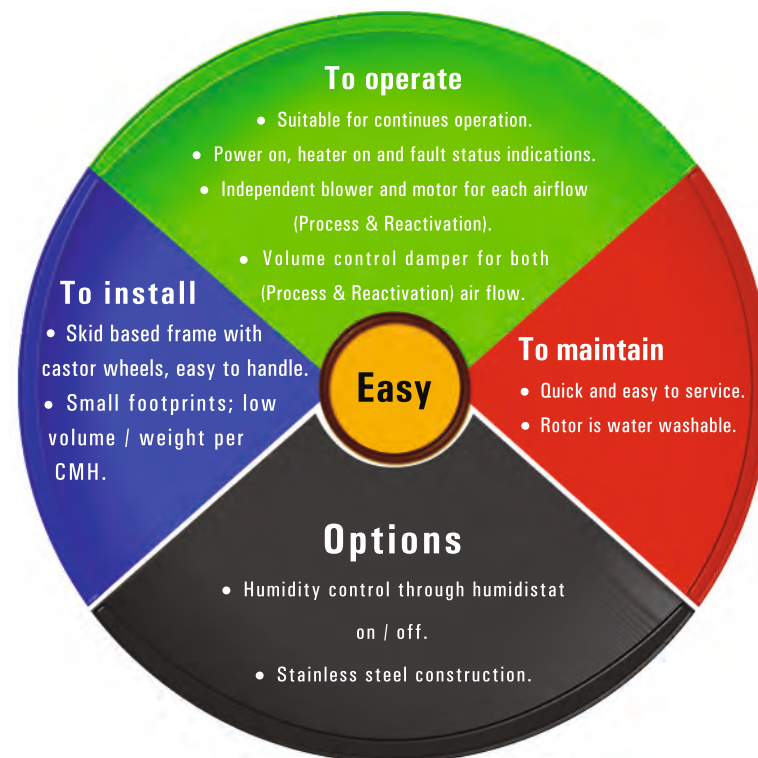 To operate
• Suitable for continues operation.
• Power on, heater on and fault status indications.
• Independent blower and motor for each airflow
(Process & Reactivation).
• Volume control damper for both
(Process & Reactivation) air flow.
To install
• Skid based frame with
castor wheels, easy to handle.
• Small footprints; low
volume / weight per
CMH.
Easy
To maintain
• Quick and easy to service.
• Rotor is water washable.
Options
• Humidity control through humidistat
on / off.
• Stainless steel construction.